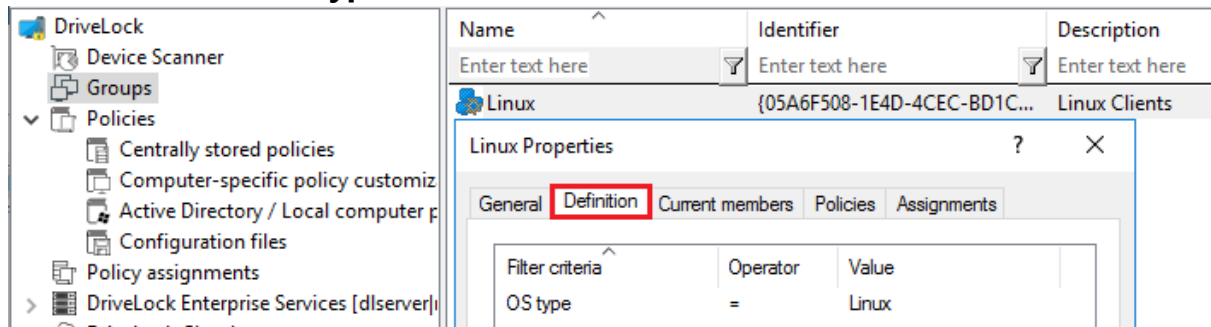 DriveLock
Device Scanner
Groups
Policies
Centrally stored policies
Computer-specific policy customiz
Active Directory / Local computer p
Configuration files
Policy assignments
DriveLock Enterprise Services [dlserver|
Name Identifier Description
Enter text here Enter text here Enter text here
Linux {05A6F508-1E4D-4CEC-BD1C... Linux Clients
Linux Properties ? X
General Definition Current members Policies Assignments
Filter criteria Operator Value
OS type = Linux